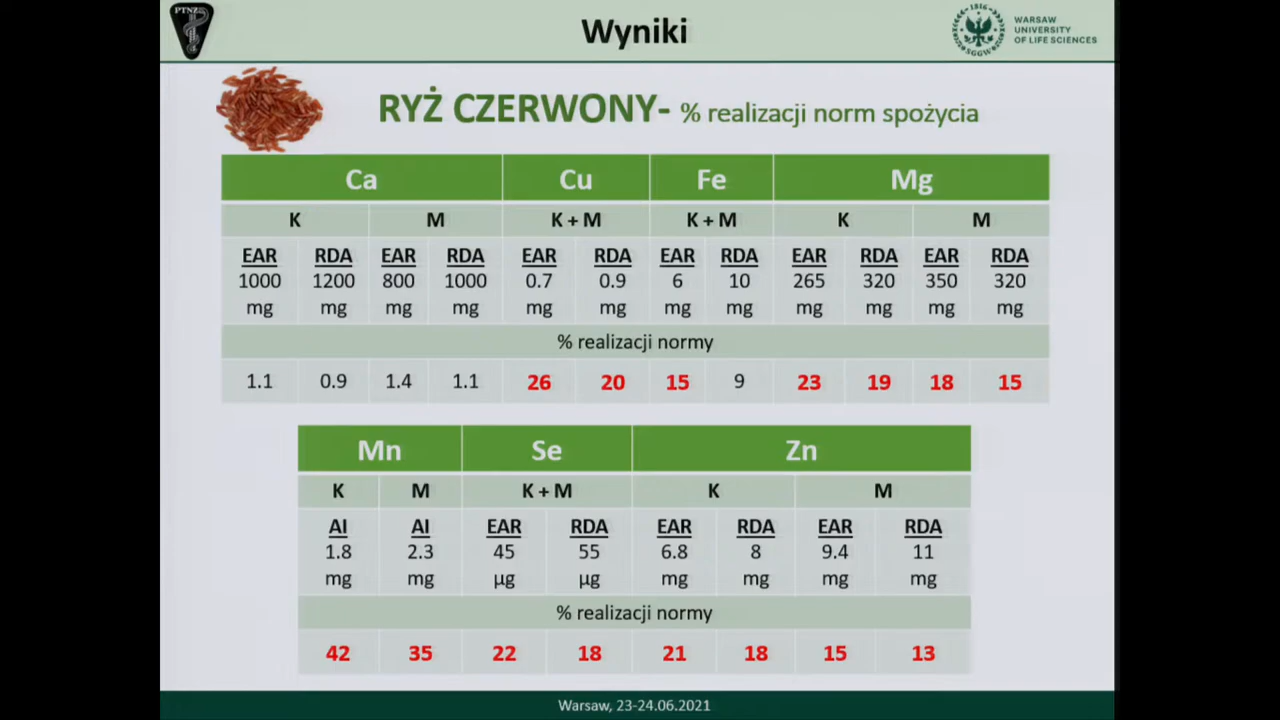 PTNŻ
Wyniki
1816
SGGW
WARSAW
UNIVERSITY
OF LIFE SCIENCES
RYŻ CZERWONY- % realizacji norm spożycia
Ca Cu Fe Mg
K M K + M K + M K M
EAR RDA EAR RDA EAR RDA EAR RDA EAR RDA EAR RDA
1000 1200 800 1000 0.7 0.9 6 10 265 320 350 320
mg mg mg mg mg mg mg mg mg mg mg mg
% realizacji normy
1.1 0.9 1.4 1.1 26 20 15 9 23 19 18 15
Mn Se Zn
K M K + M K M
AI AI EAR RDA EAR RDA EAR RDA
1.8 2.3 45 55 6.8 8 9.4 11
mg mg µg µg mg mg mg mg
% realizacji normy
42 35 22 18 21 18 15 13
Warsaw, 23-24.06.2021